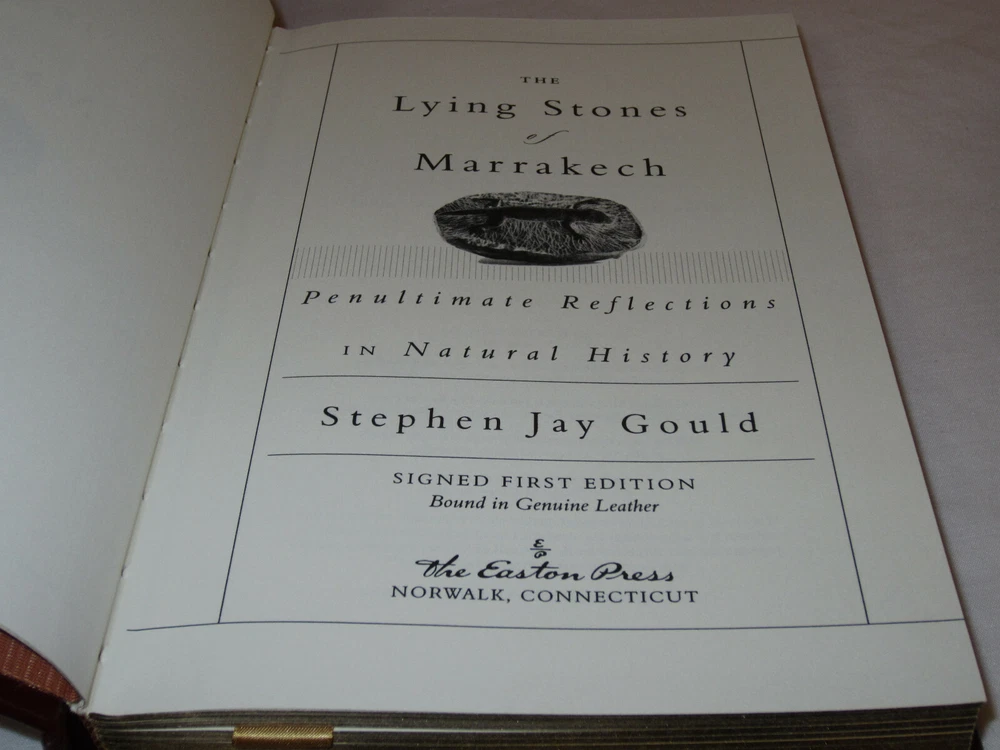 THE
Lying Stones
of
Marrakech
Penultimate Reflections
IN Natural History
Stephen Jay Gould
SIGNED FIRST EDITION
Bound in Genuine Leather
E
P
The Easton Press
NORWALK, CONNECTICUT